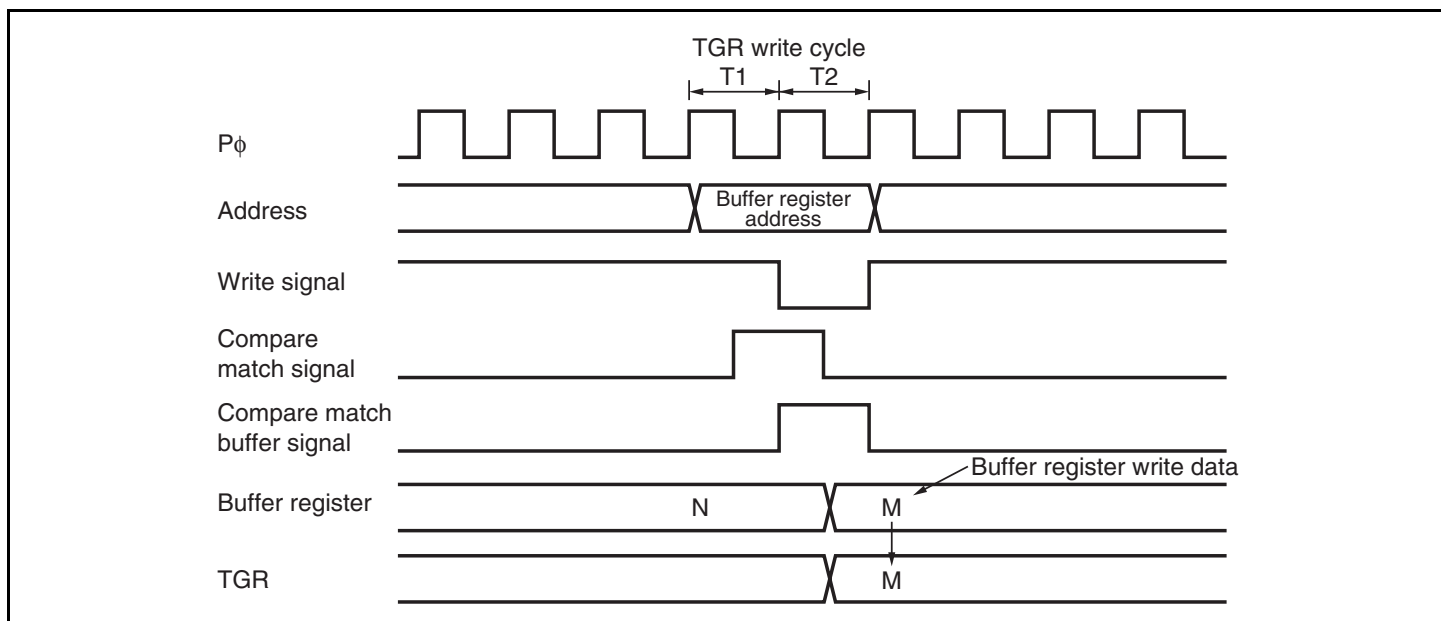 TGR write cycle
T1 T2
Pϕ
Address
Buffer register
address
Write signal
Compare
match signal
Compare match
buffer signal
Buffer register write data
Buffer register
N M
TGR
M